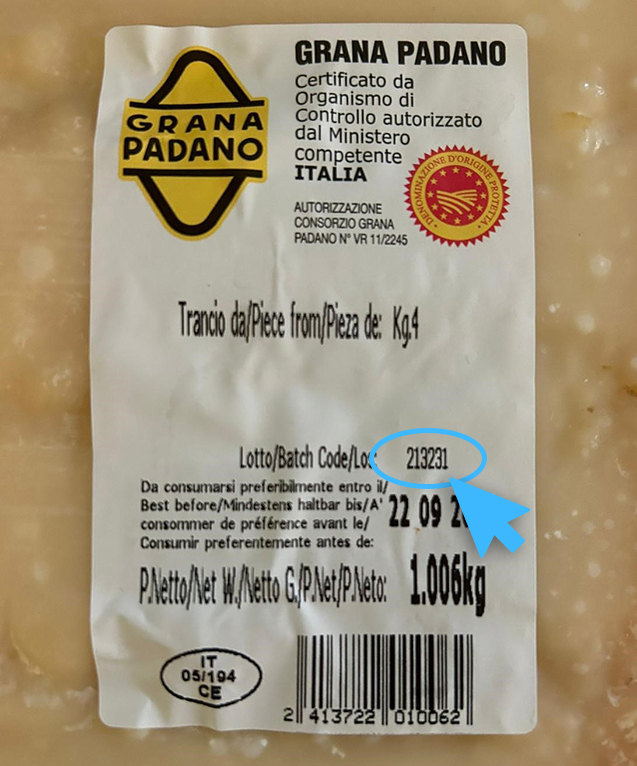 GRANA
PADANO
GRANA PADANO
Certificato da
Organismo di
Controllo autorizzato
dal Ministero
competente
ITALIA
DENOMINAZIONE D'ORIGINE PROTETTA
AUTORIZZAZIONE
CONSORZIO GRANA
PADANO N° VR 11/2245
Trancio da/Piece from/Pieza de: Kg.4
Lotto/Batch 213231
Da consumarsi preferibilmente entro il/
Best before/Mindestens haltbar bis/A'
consommer de préférence avant le/
Consumir preferentemente antes de:
22 09
P.Netto/Net W./Netto G./P.Net/P.Neto: 1.006kg
IT
05/194
CE
2 413722 010062